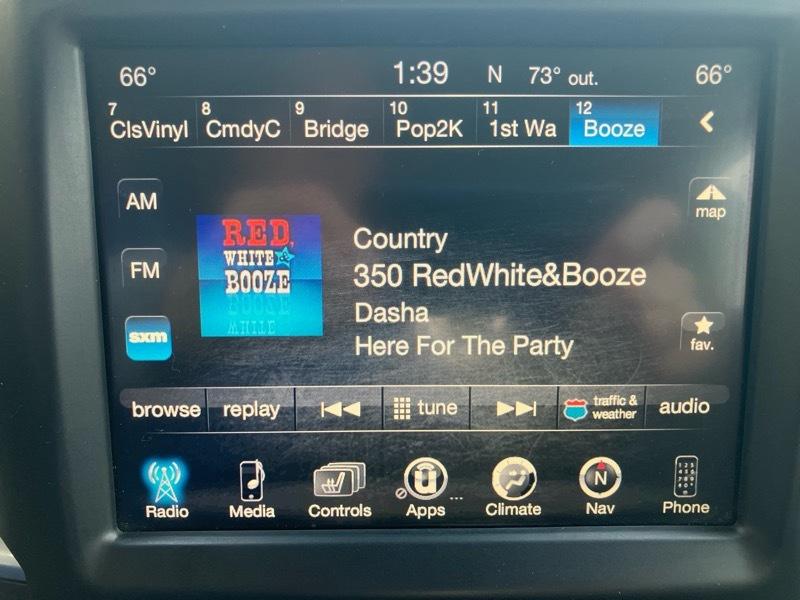 66° 1:39 N 73° out. 66°
7 ClsVinyl 8 CmdyC 9 Bridge 10 Pop2K 11 1st Wa 12 Booze
AM
map
RED,
WHITE
BOOZE
BOOZE
WHITE
Country
350 RedWhite&Booze
Dasha
Here For The Party
FM
sxm
fav.
browse replay tune traffic & weather audio
Radio Media Controls Apps ... Climate N Nav Phone